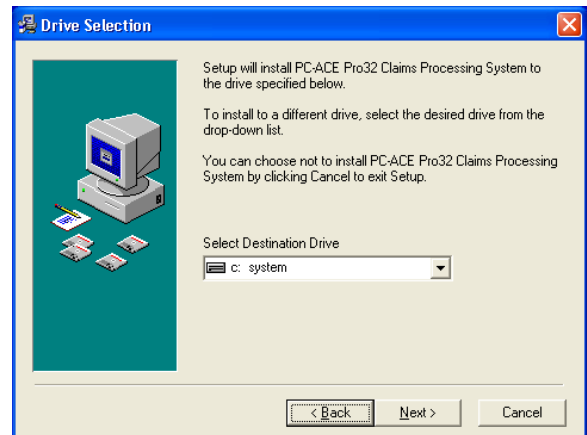 Drive Selection
Setup will install PC-ACE Pro32 Claims Processing System to
the drive specified below.
To install to a different drive, select the desired drive from the
drop-down list.
You can choose not to install PC-ACE Pro32 Claims Processing
System by clicking Cancel to exit Setup.
Select Destination Drive
c: system
< Back
Next >
Cancel